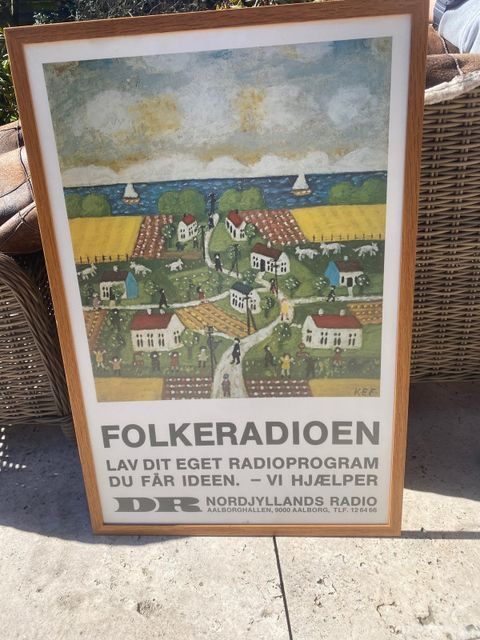 KEF
FOLKERADIOEN
LAV DIT EGET RADIOPROGRAM
DU FÅR IDEEN. – VI HJÆLPER
DR NORDJYLLANDS RADIO
AALBORGHALLEN, 9000 AALBORG, TLF. 12 64 66